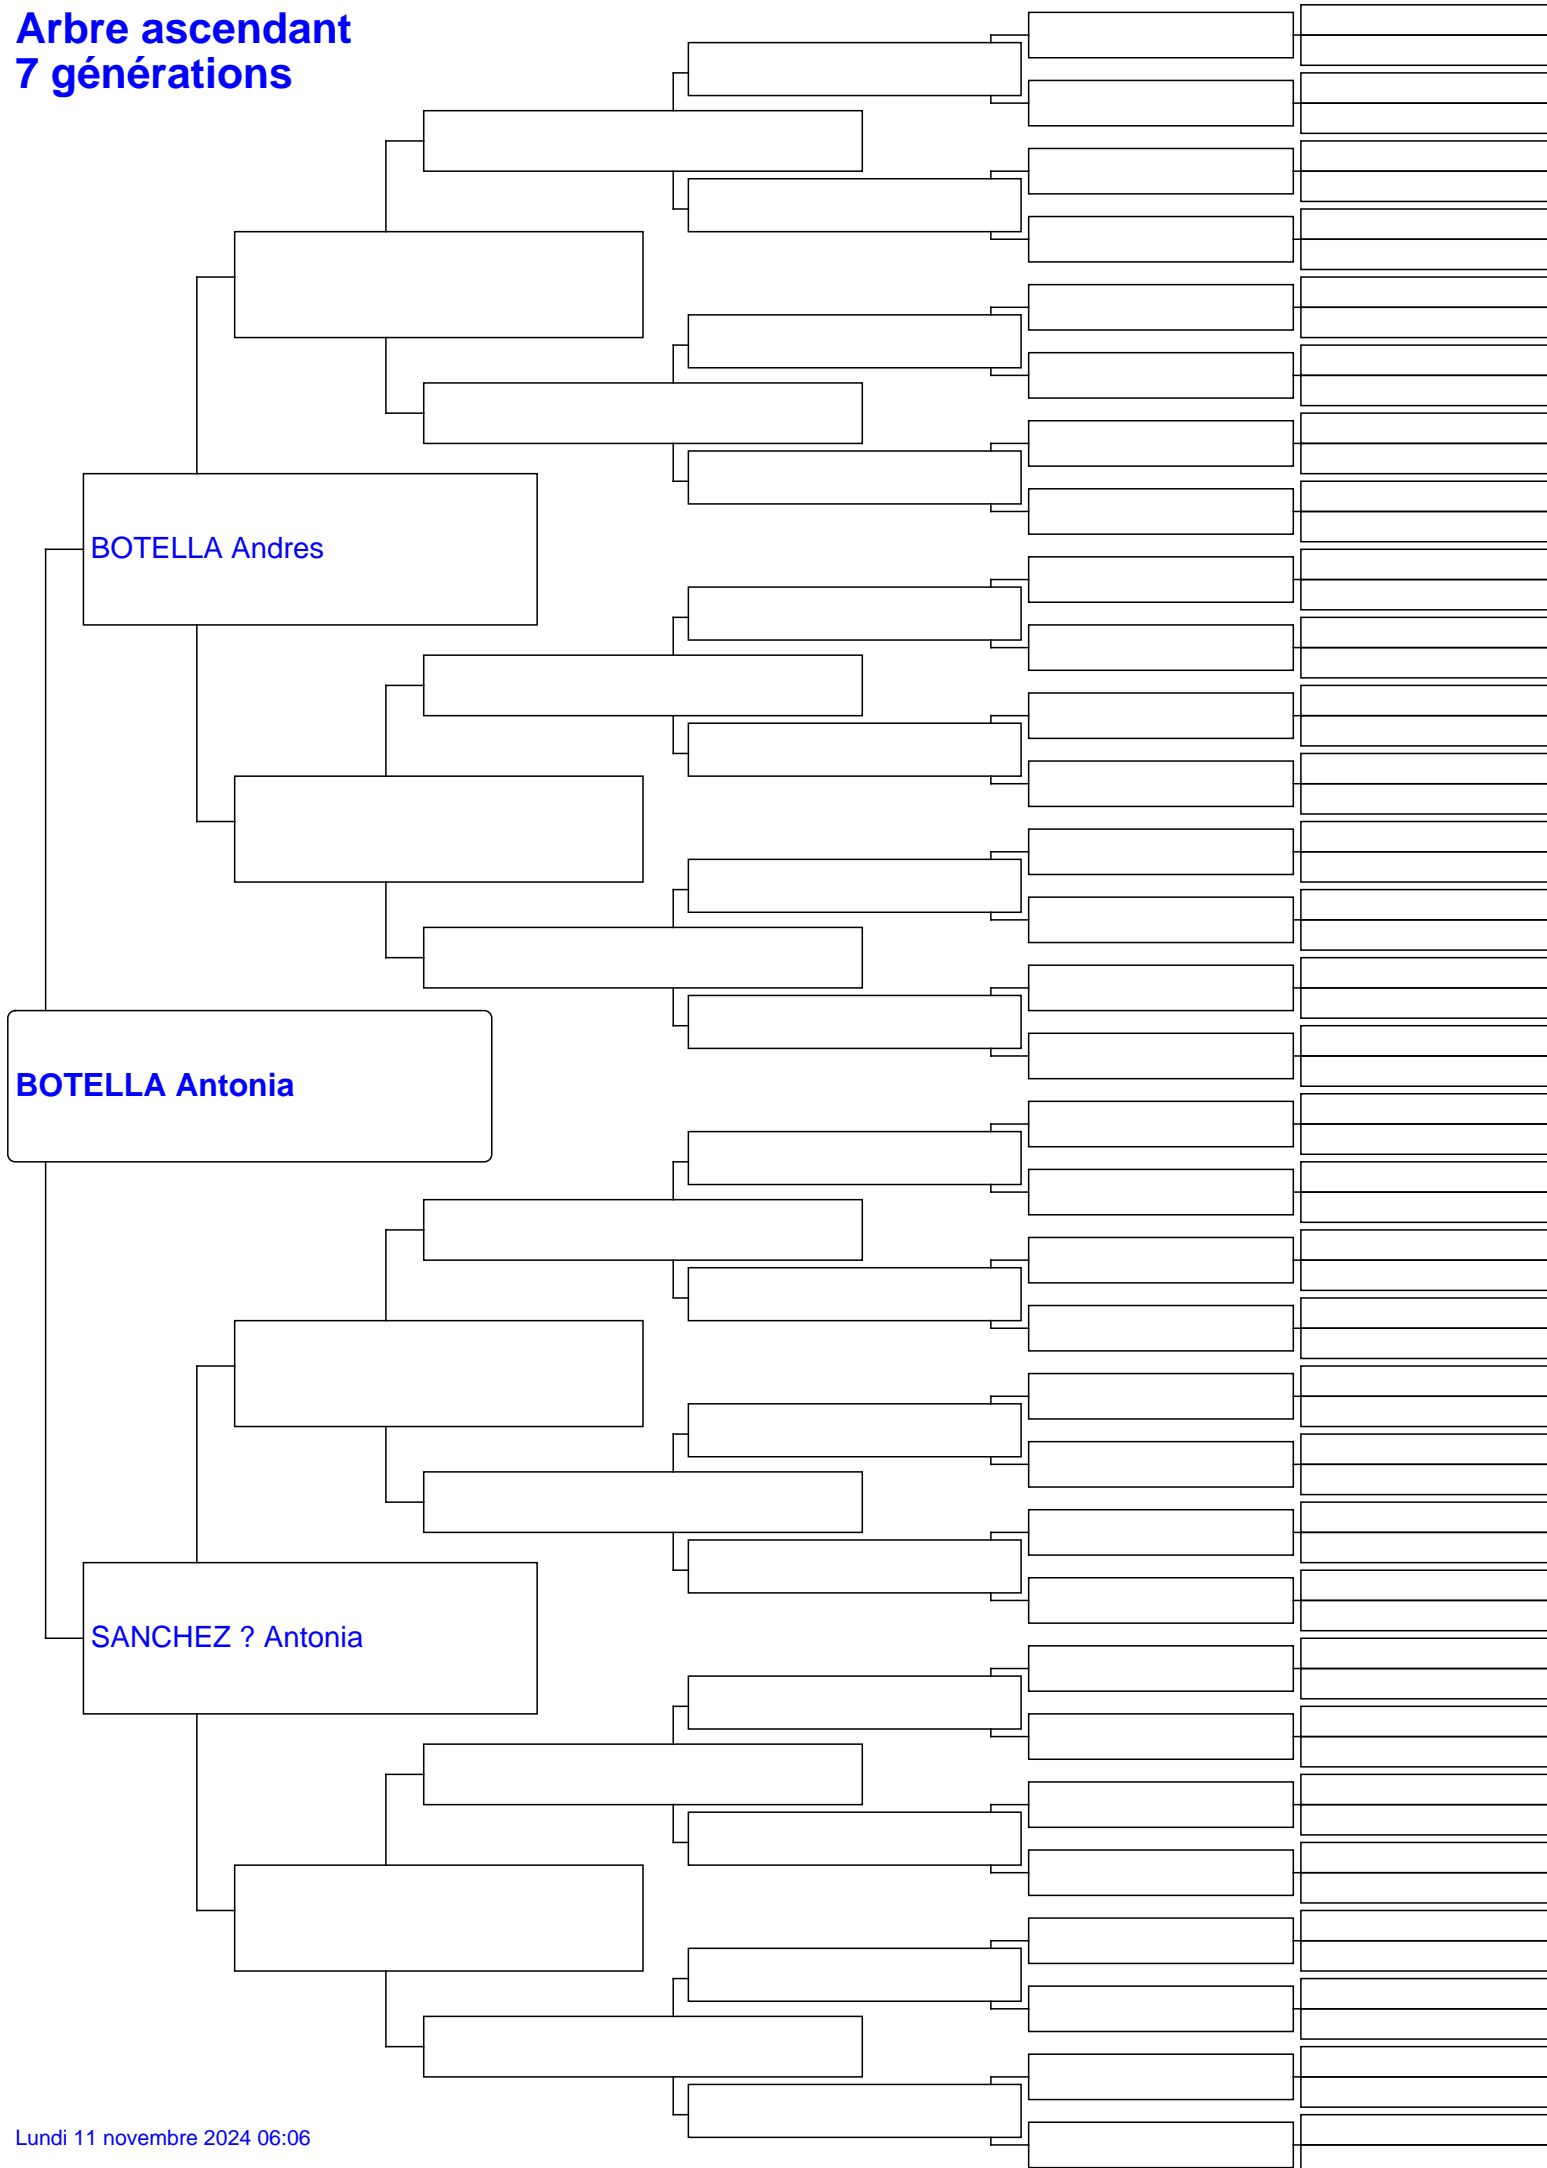 Arbre ascendant
7 générations
BOTELLA Andres
BOTELLA Antonia
SANCHEZ ? Antonia
Lundi 11 novembre 2024 06:06